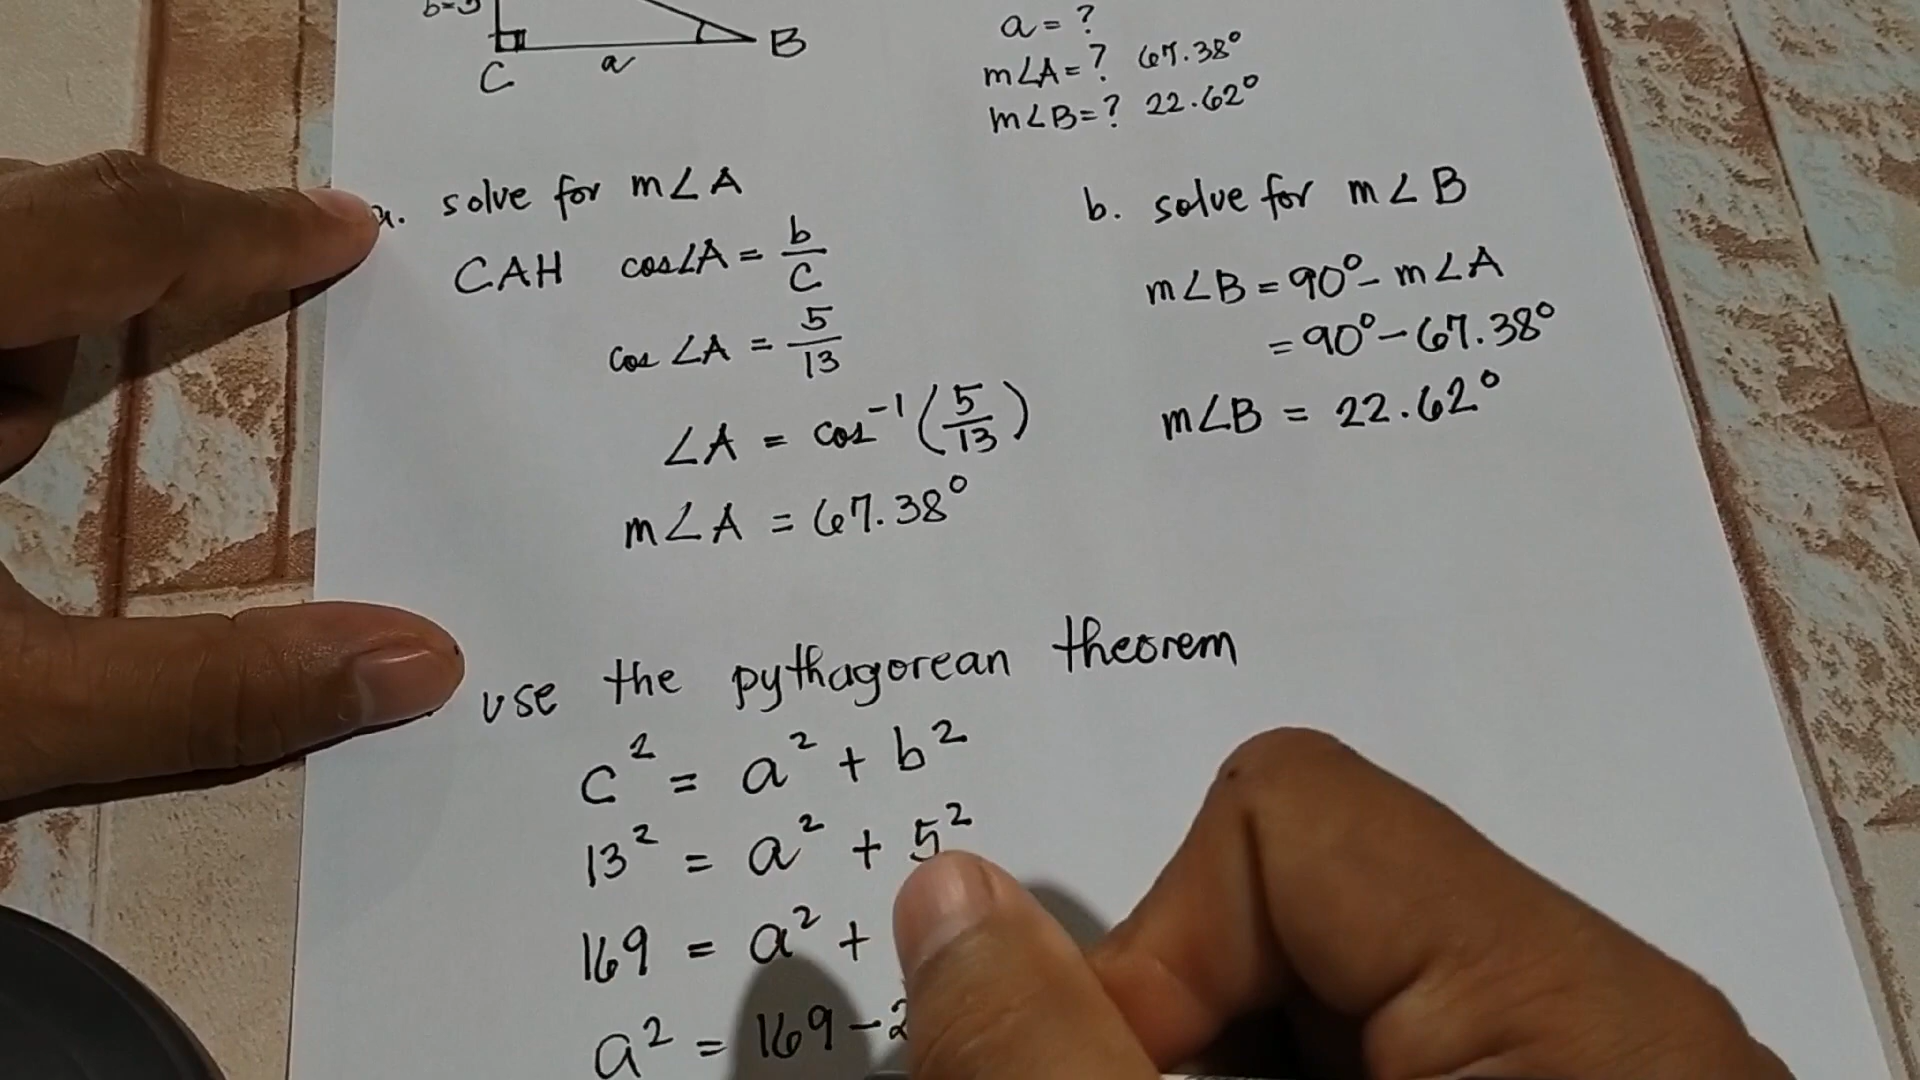 b=5
C
a
B
a = ?
m∠A = ? 67.38°
m∠B = ? 22.62°
a. solve for m∠A
CAH cos∠A = b/c
cos ∠A = 5/13
∠A = cos⁻¹ (5/13)
m∠A = 67.38°
b. solve for m∠B
m∠B = 90° - m∠A
= 90° - 67.38°
m∠B = 22.62°
use the pythagorean theorem
c² = a² + b²
13² = a² + 5²
169 = a² +
a² = 169 - 2